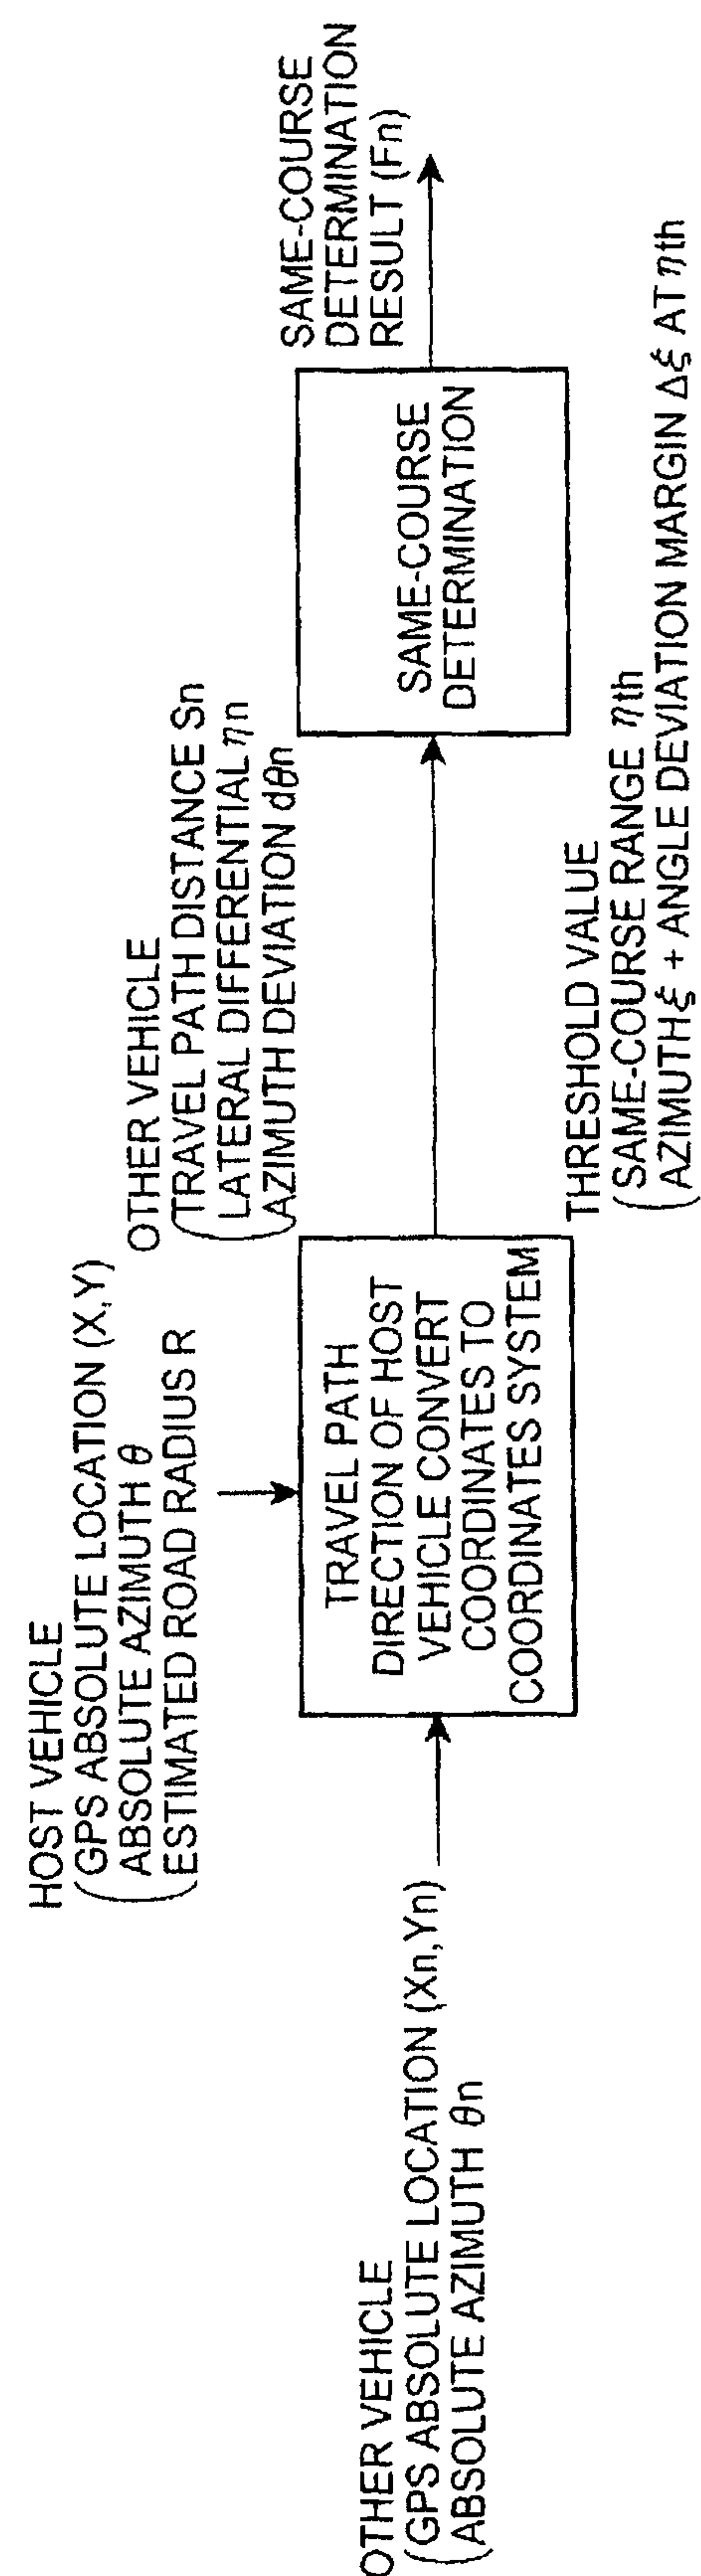 OTHER VEHICLE
(GPS ABSOLUTE LOCATION (Xn,Yn)
ABSOLUTE AZIMUTH θn
HOST VEHICLE
(GPS ABSOLUTE LOCATION (X,Y)
ABSOLUTE AZIMUTH θ
ESTIMATED ROAD RADIUS R
TRAVEL PATH
DIRECTION OF HOST
VEHICLE CONVERT
COORDINATES TO
COORDINATES SYSTEM
OTHER VEHICLE
(TRAVEL PATH DISTANCE Sn
LATERAL DIFFERENTIAL ηn
AZIMUTH DEVIATION dθn
THRESHOLD VALUE
(SAME-COURSE RANGE ηth
AZIMUTH ξ + ANGLE DEVIATION MARGIN Δξ AT ηth
SAME-COURSE
DETERMINATION
SAME-COURSE
DETERMINATION
RESULT (Fn)